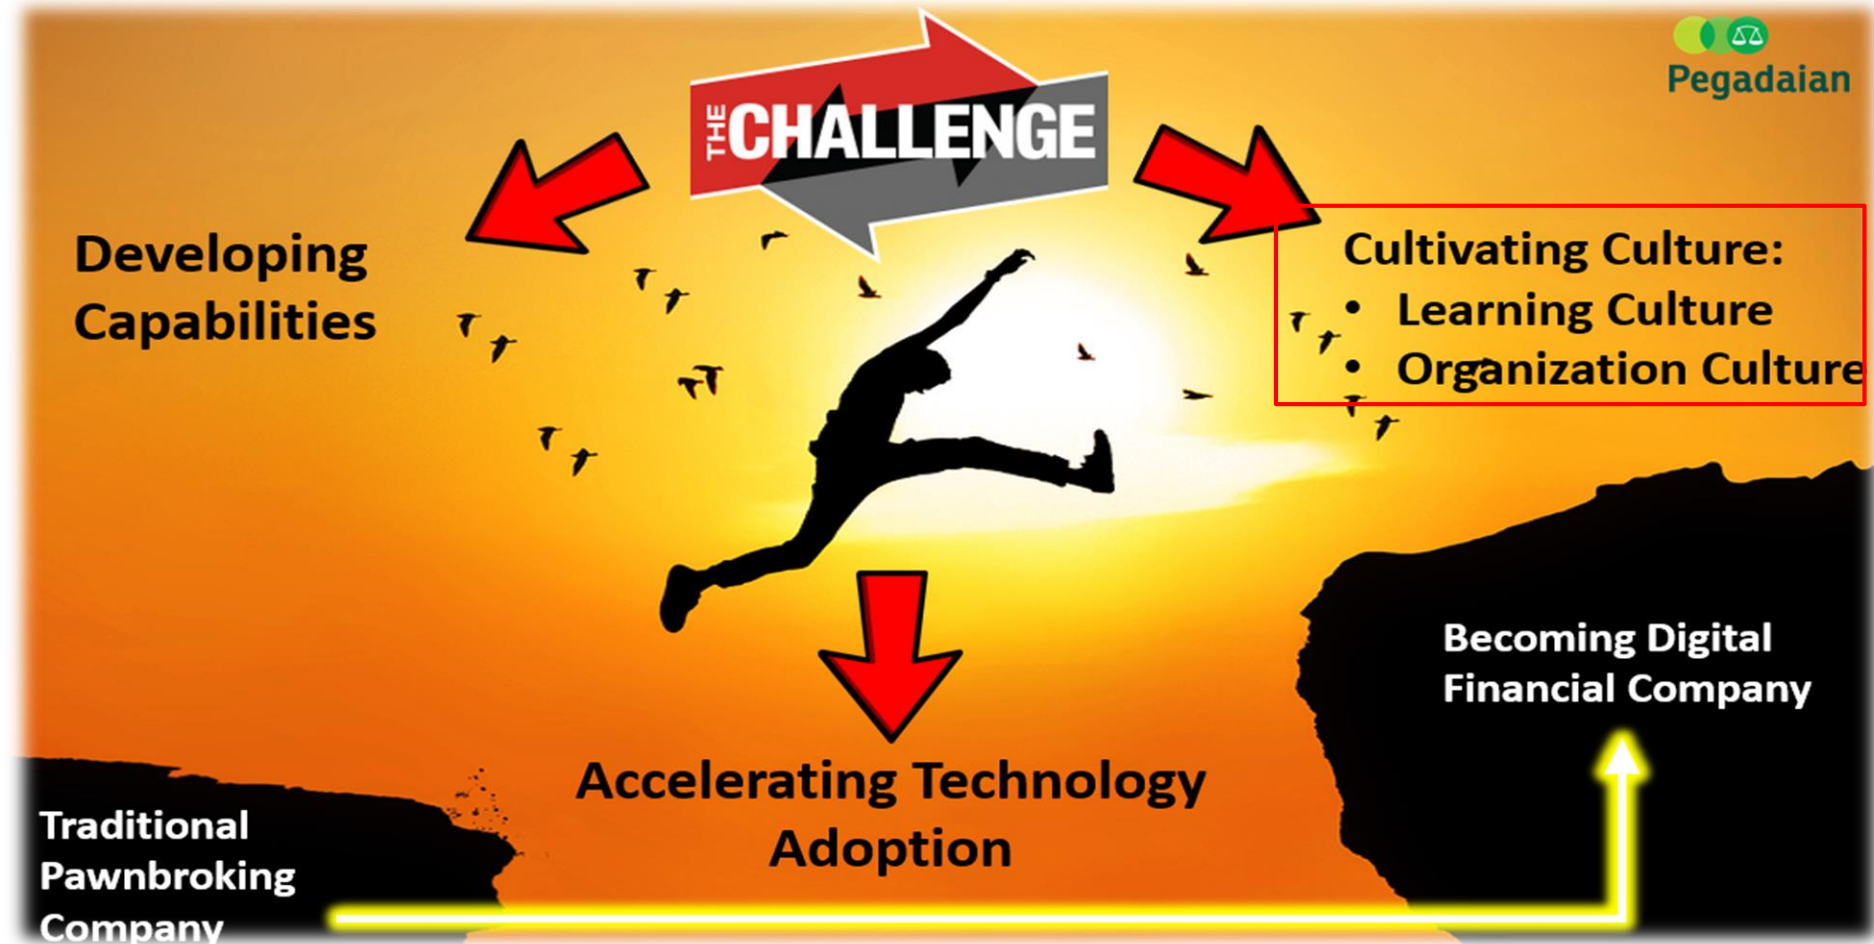 THE CHALLENGE
Pegadaian
Developing
Capabilities
Cultivating Culture:
• Learning Culture
• Organization Culture
Accelerating Technology
Adoption
Becoming Digital
Financial Company
Traditional
Pawnbroking
Company